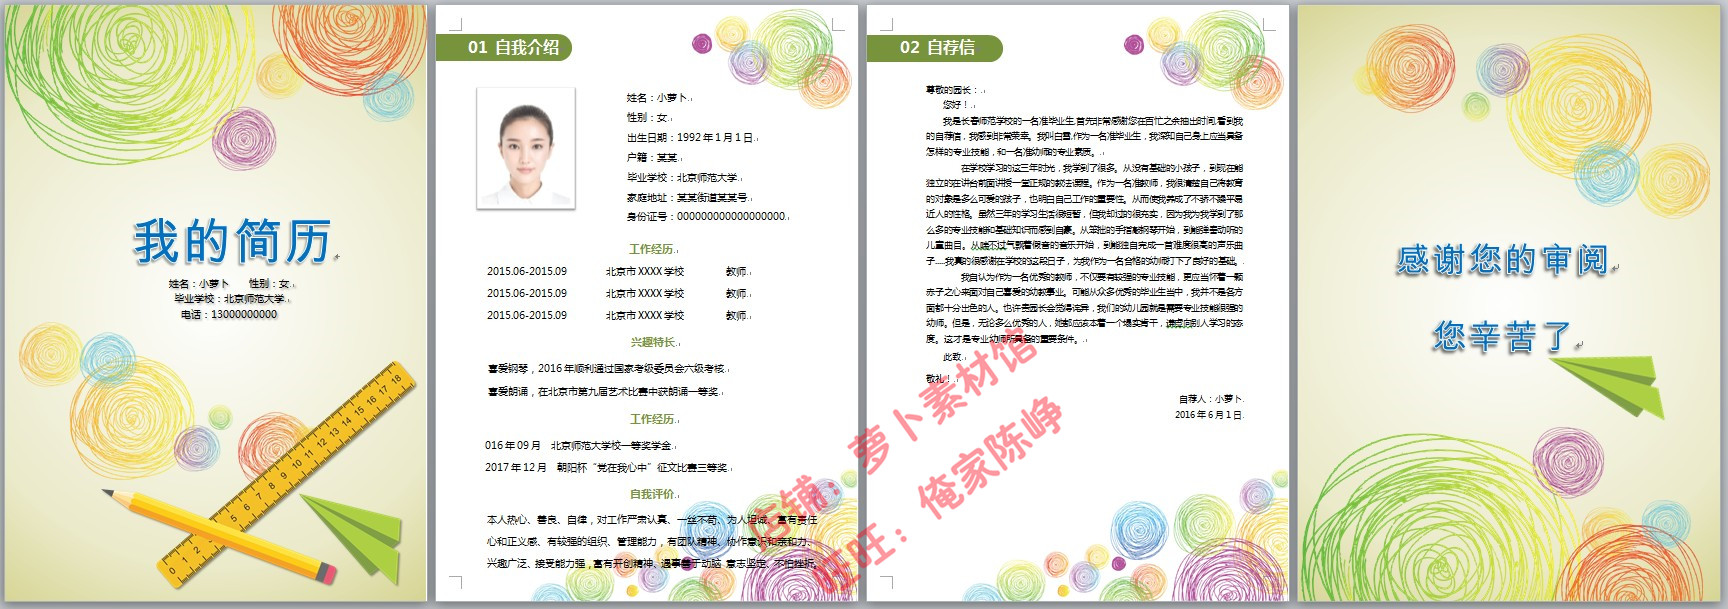 我的简历
姓名：小萝卜 性别：女
毕业学校：北京师范大学
电话：13000000000
0 1 2 3 4 5 6 7 8 9 10 11 12 13 14 15 16 17 18
01 自我介绍
姓名：小萝卜
性别：女
出生日期：1992 年 1 月 1 日
户籍：某某
毕业学校：北京师范大学
家庭地址：某某街道某某号
身份证号：000000000000000000
工作经历
2015.06-2015.09 北京市 XXXX 学校 教师
2015.06-2015.09 北京市 XXXX 学校 教师
2015.06-2015.09 北京市 XXXX 学校 教师
兴趣特长
喜爱钢琴，2016 年顺利通过国家考级委员会六级考核
喜爱朗诵，在北京市第九届艺术比赛中获朗诵一等奖
工作经历
016 年 09 月 北京师范大学校一等奖学金
2017 年 12 月 朝阳杯“党在我心中”征文比赛三等奖
自我评价
本人热心、善良、自律，对工作严肃认真、一丝不苟、为人坦诚、富有责任
心和正义感、有较强的组织、管理能力，有团队精神、协作意识和亲和力、
兴趣广泛、接受能力强，富有开创精神、遇事善于动脑 意志坚定、不怕挫折。
02 自荐信
尊敬的园长：
您好！
我是长春师范学校的一名准毕业生,首先非常感谢您在百忙之余抽出时间,看到我
的自荐信，我感到非常荣幸。我叫白雪,作为一名准毕业生，我深知自己身上应当具备
怎样的专业技能，和一名准幼师的专业素质。
在学校学习的这三年时光，我学到了很多。从没有基础的小孩子，到现在能
独立的在讲台前面讲授一堂正规的教法课程。作为一名准教师，我很清楚自己将教育
的对象是多么可爱的孩子，也明白自己工作的重要性。从而使我养成了不骄不躁平易
近人的性格。虽然三年的学习生活很短暂，但我却过的很充实，因为我为我学到了那
么多的专业技能和基础知识而感到自豪。从笨拙的手指触钢琴开始，到能弹奏动听的
儿童曲目。从喘不过气鹅着假音的音乐开始，到能独自完成一首难度很高的声乐曲
子....我真的很感谢在学校的这段日子，为我作为一名合格的幼师打下了良好的基础。
我自认为作为一名优秀的教师，不仅要有较强的专业技能，更应当怀着一颗
赤子之心来面对自己喜爱的幼教事业。可能从众多优秀的毕业生当中，我并不是各方
面都十分出色的人。也许贵园长会觉得诧异，我们的幼儿园就是需要专业技能很强的
幼师。但是，无论多么优秀的人，她都应该本着一个塌实肯干，谦虚向别人学习的态
度。这才是专业幼师所具备的重要条件。
此致
敬礼！
自荐人：小萝卜
2016 年 6 月 1 日
店铺：萝卜素材馆
旺旺：俺家陈峥
感谢您的审阅
您辛苦了